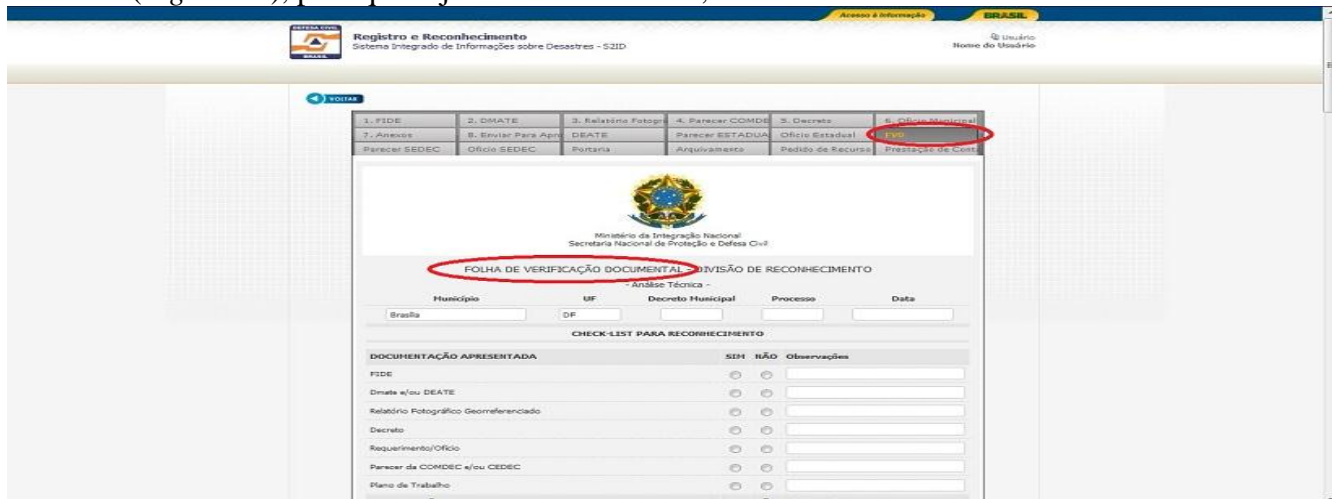 Acesso à Informação BRASIL
DEFESA CIVIL
BRASIL
Registro e Reconhecimento
Sistema Integrado de Informações sobre Desastres - S2ID
Usuário
Nome do Usuário
VOLTAR
1. FIDE 2. DMATE 3. Relatório Fotogr 4. Parecer COMDE 5. Decreto 6. Ofício Municipal
7. Anexos 8. Enviar Para Apr DEATE Parecer ESTADUA Ofício Estadual FVD
Parecer SEDEC Ofício SEDEC Portaria Arquivamento Pedido de Recurso Prestação de Cont
Ministério da Integração Nacional
Secretaria Nacional de Proteção e Defesa Civil
FOLHA DE VERIFICAÇÃO DOCUMENTAL - DIVISÃO DE RECONHECIMENTO
- Análise Técnica -
Município UF Decreto Municipal Processo Data
Brasília DF
CHECK-LIST PARA RECONHECIMENTO
DOCUMENTAÇÃO APRESENTADA SIM NÃO Observações
FIDE
Dmate e/ou DEATE
Relatório Fotográfico Georreferenciado
Decreto
Requerimento/Ofício
Parecer da COMDEC e/ou CEDEC
Plano de Trabalho